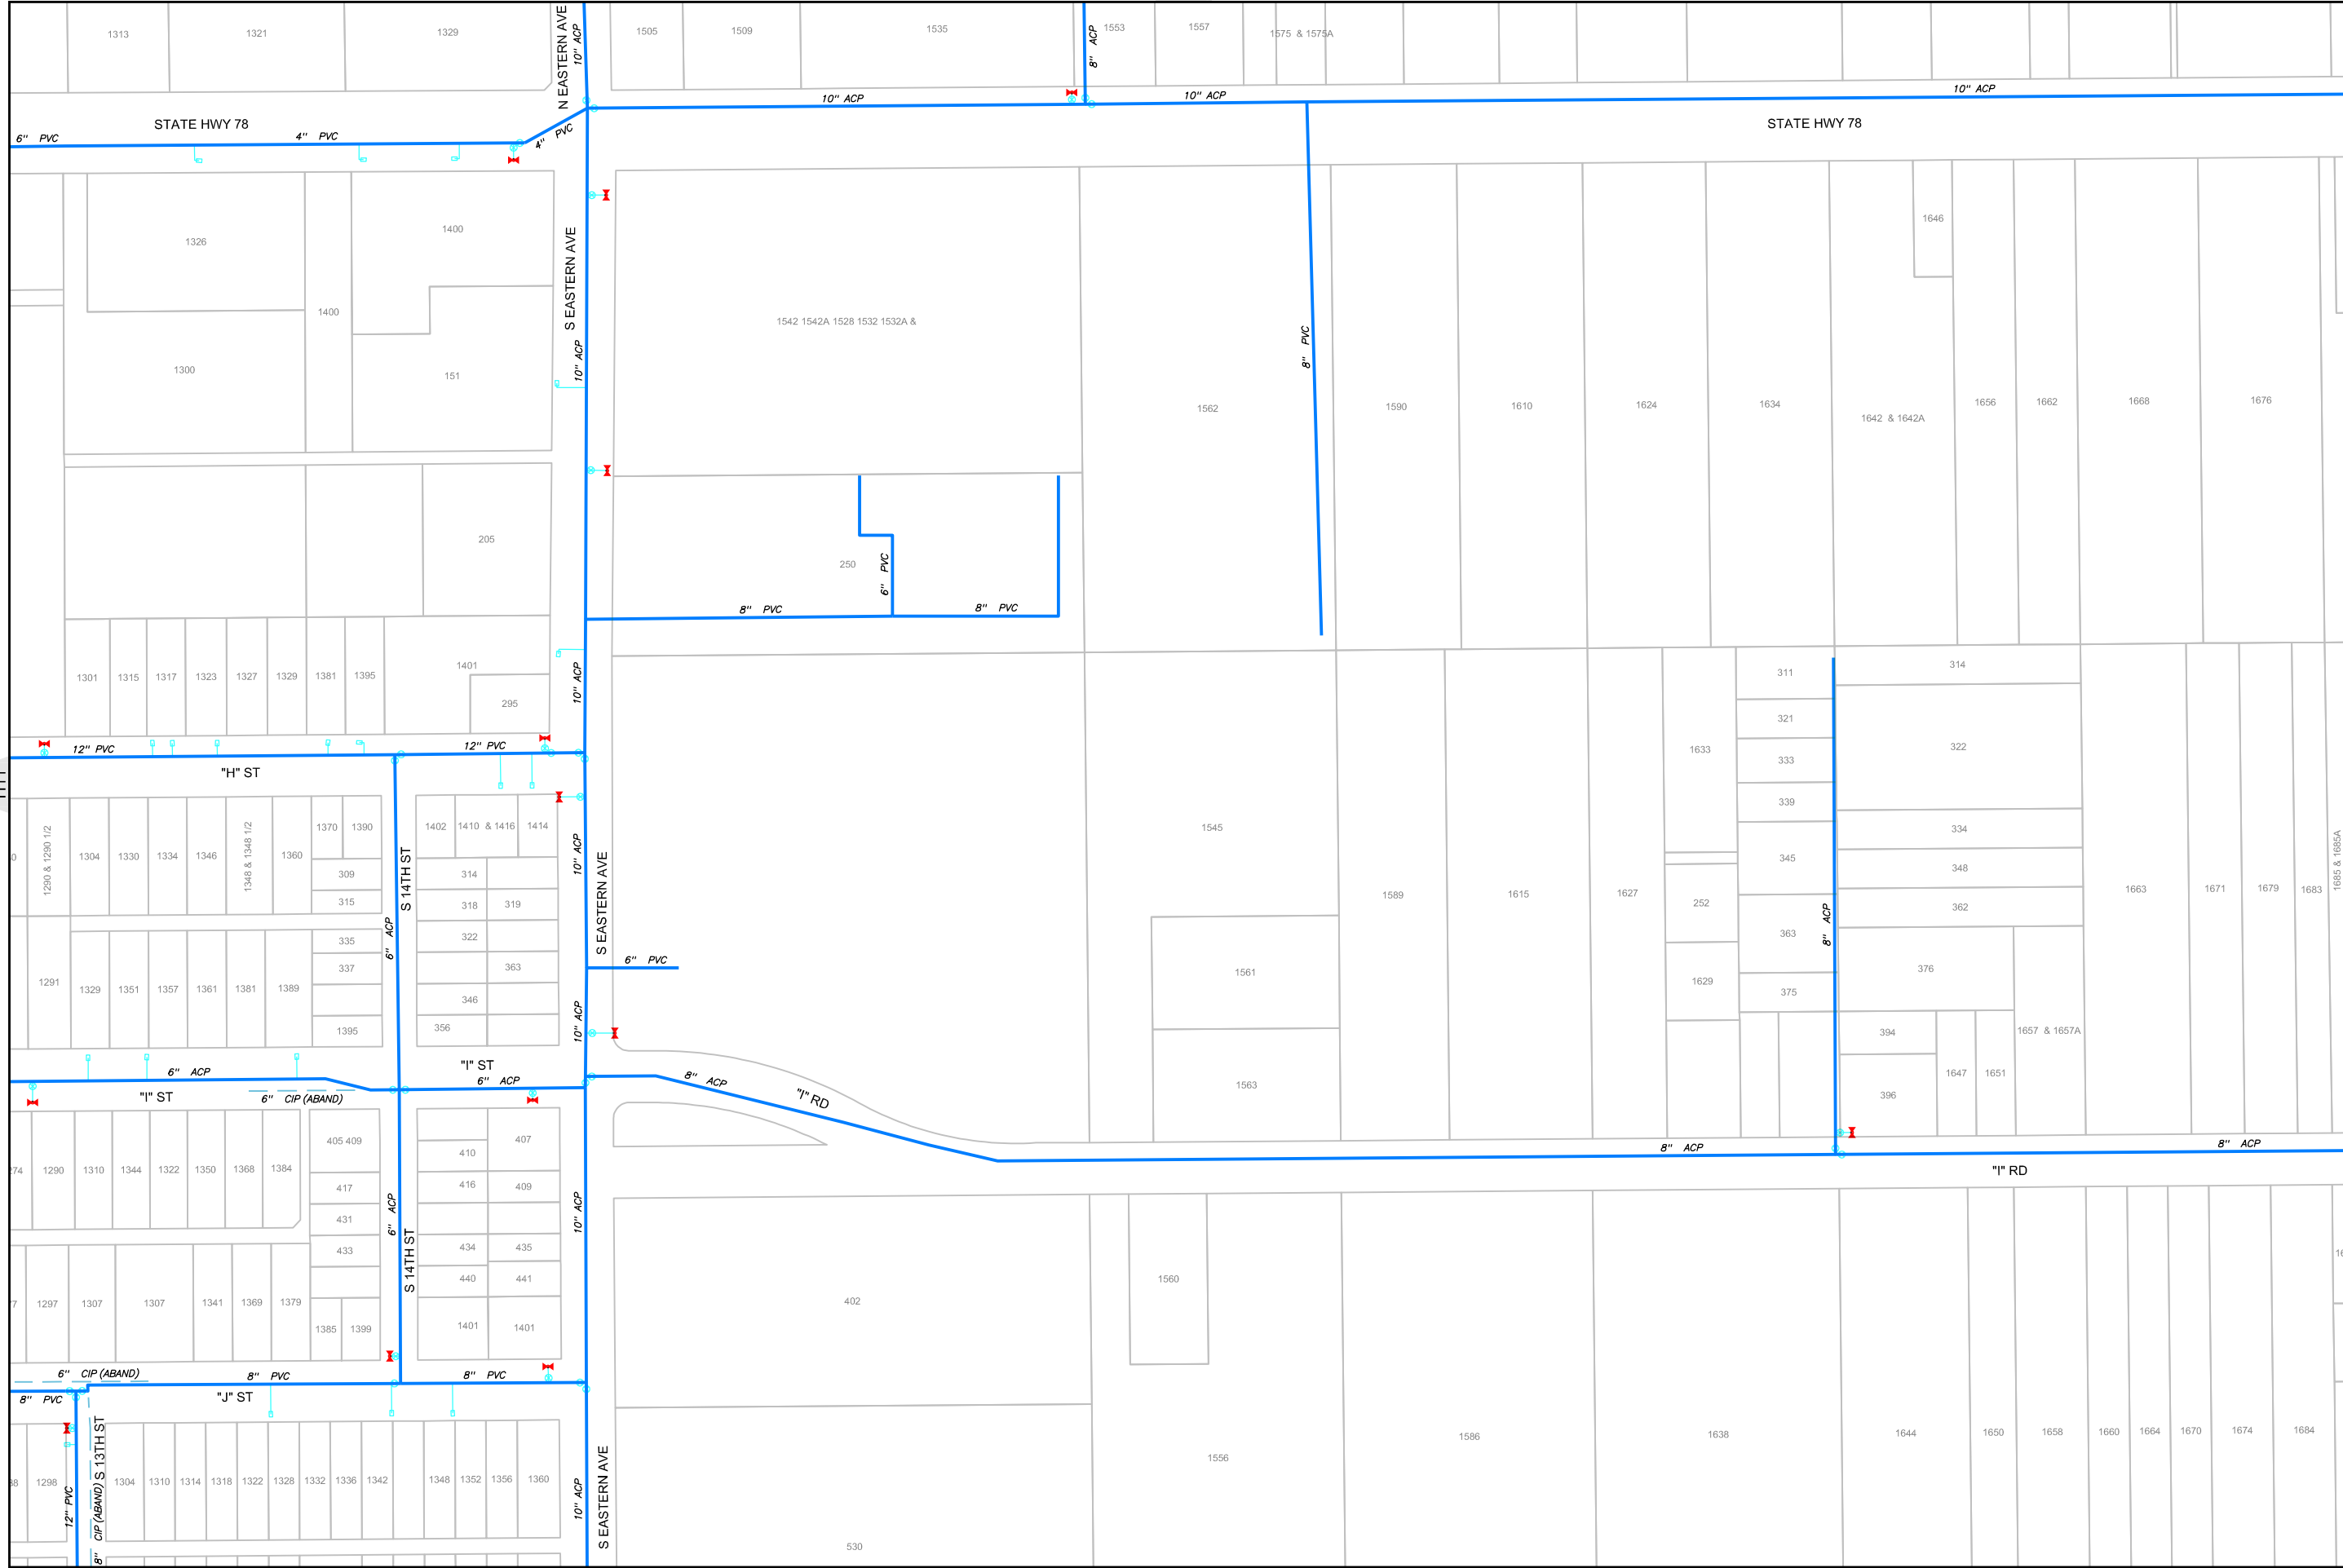 1313
1321
1329
N EASTERN AVE
10" ACP
1505
1509
1535
8" ACP
1553
1557
1575 & 1575A
10" ACP
10" ACP
10" ACP
STATE HWY 78
STATE HWY 78
6" PVC
4" PVC
4" PVC
1326
1400
1400
1300
151
S EASTERN AVE
10" ACP
1542 1542A 1528 1532 1532A &
1562
8" PVC
1590
1610
1624
1634
1642 & 1642A
1646
1656
1662
1668
1676
205
250
6" PVC
8" PVC
8" PVC
1301
1315
1317
1323
1327
1329
1381
1395
1401
295
10" ACP
12" PVC
12" PVC
"H" ST
1290 & 1290 1/2
1304
1330
1334
1346
1348 & 1348 1/2
1360
1370
1390
309
315
S 14TH ST
6" ACP
1402
1410 & 1416
1414
314
318
319
322
363
346
356
10" ACP
S EASTERN AVE
6" PVC
10" ACP
1291
1329
1351
1357
1361
1381
1389
335
337
1395
1545
1561
1563
1589
1615
1627
1633
252
1629
311
321
333
339
345
363
375
8" ACP
314
322
334
348
362
376
394
396
1647
1651
1657 & 1657A
1663
1671
1679
1683
1685 & 1685A
6" ACP
"I" ST
6" ACP
"I" ST
6" CIP (ABAND)
8" ACP
"I" RD
8" ACP
8" ACP
"I" RD
274
1290
1310
1344
1322
1350
1368
1384
405 409
417
431
433
6" ACP
S 14TH ST
407
410
416
409
434
435
440
441
1401
1401
10" ACP
1297
1307
1307
1341
1369
1379
1385
1399
402
1560
1556
1586
1638
1644
1650
1658
1660
1664
1670
1674
1684
6" CIP (ABAND)
8" PVC
8" PVC
8" PVC
"J" ST
1298
12" PVC
8" CIP (ABAND)
S 13TH ST
1304
1310
1314
1318
1322
1328
1332
1336
1342
1348
1352
1356
1360
10" ACP
S EASTERN AVE
530